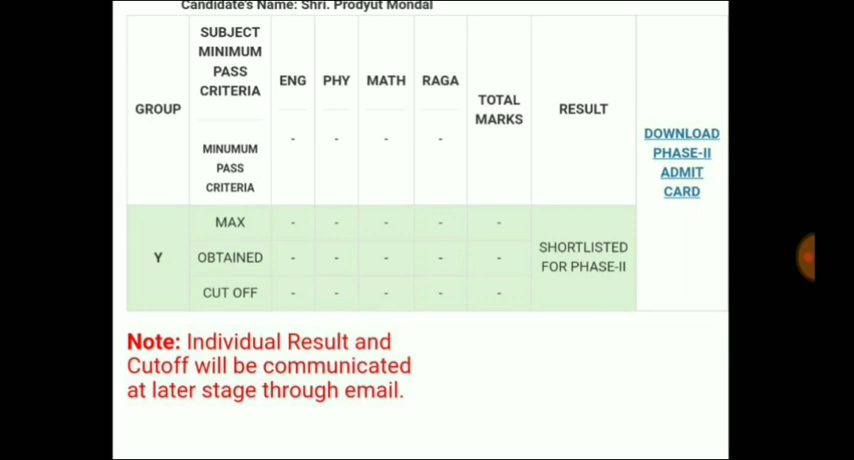 Candidate's Name: Shri. Prodyut Mondal
GROUP
SUBJECT
MINIMUM
PASS
CRITERIA
MINUMUM
PASS
CRITERIA
ENG PHY MATH RAGA
- - - -
TOTAL
MARKS
RESULT
DOWNLOAD
PHASE-II
ADMIT
CARD
Y
MAX - - - - -
OBTAINED - - - - -
CUT OFF - - - - -
SHORTLISTED
FOR PHASE-II
Note: Individual Result and
Cutoff will be communicated
at later stage through email.